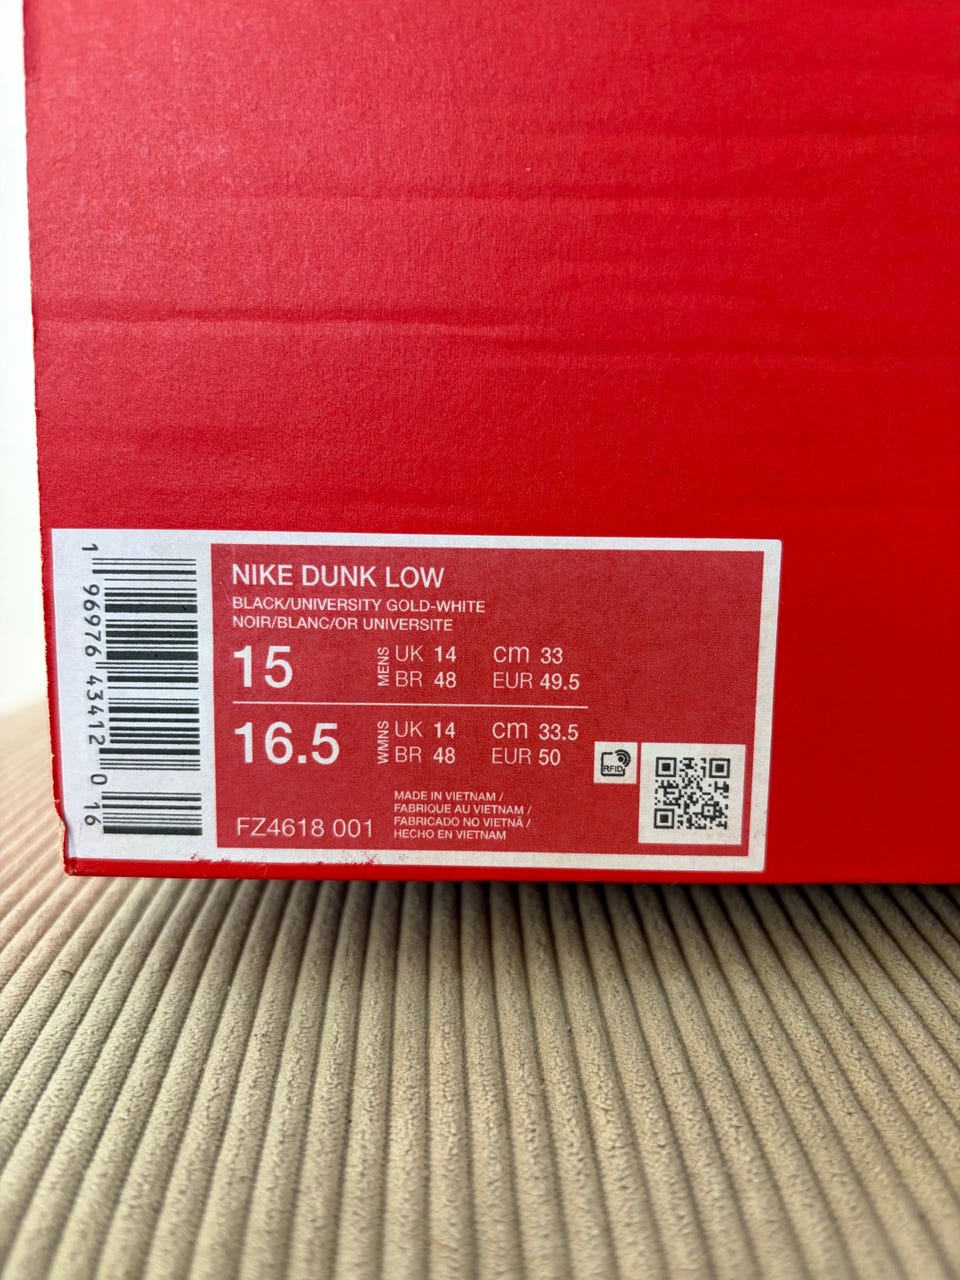 NIKE DUNK LOW
BLACK/UNIVERSITY GOLD-WHITE
NOIR/BLANC/OR UNIVERSITE
15 MENS UK 14 cm 33
BR 48 EUR 49.5
16.5 WMNS UK 14 cm 33.5
BR 48 EUR 50
RFID
MADE IN VIETNAM /
FABRIQUE AU VIETNAM /
FABRICADO NO VIETNÃ /
HECHO EN VIETNAM
FZ4618 001
1 96976 43412 0 16